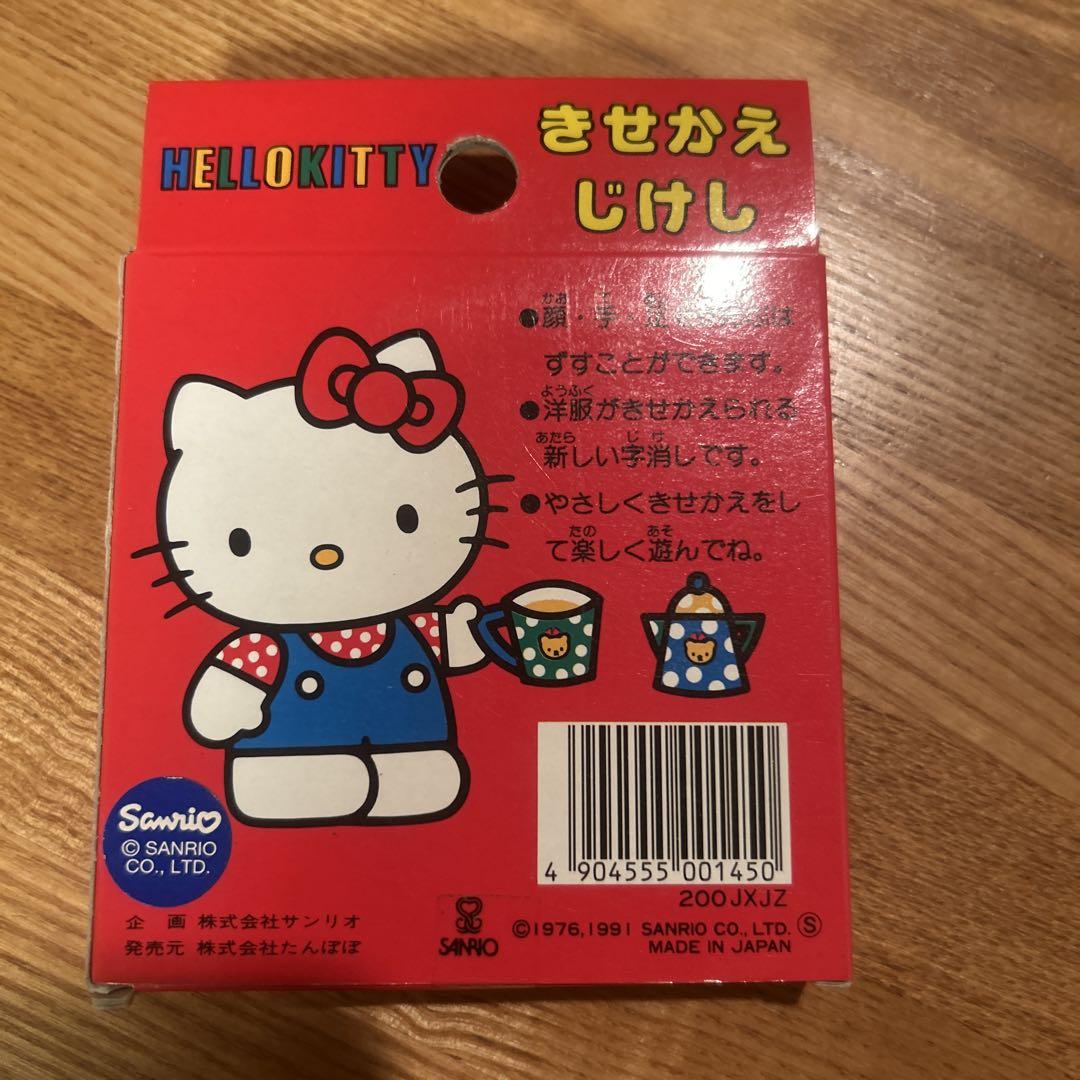 HELLO KITTY
きせかえ
じけし
●顔・手・足
かお て あし
ずすことができます。
ようふく
●洋服がきせかえられる
あたら じけ
新しい字消しです。
●やさしくきせかえをし
たの あそ
て楽しく遊んでね。
4 904555 001450
200JXJZ
Sanrio
© SANRIO
CO., LTD.
企 画 株式会社サンリオ
発売元 株式会社たんぽぽ
SANRIO
©1976,1991 SANRIO CO., LTD. Ⓢ
MADE IN JAPAN